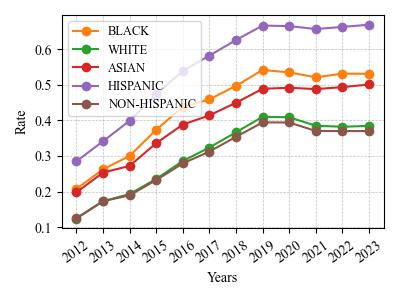 BLACK
WHITE
ASIAN
HISPANIC
NON-HISPANIC
0.6
0.5
0.4
0.3
0.2
0.1
Rate
2012 2013 2014 2015 2016 2017 2018 2019 2020 2021 2022 2023
Years